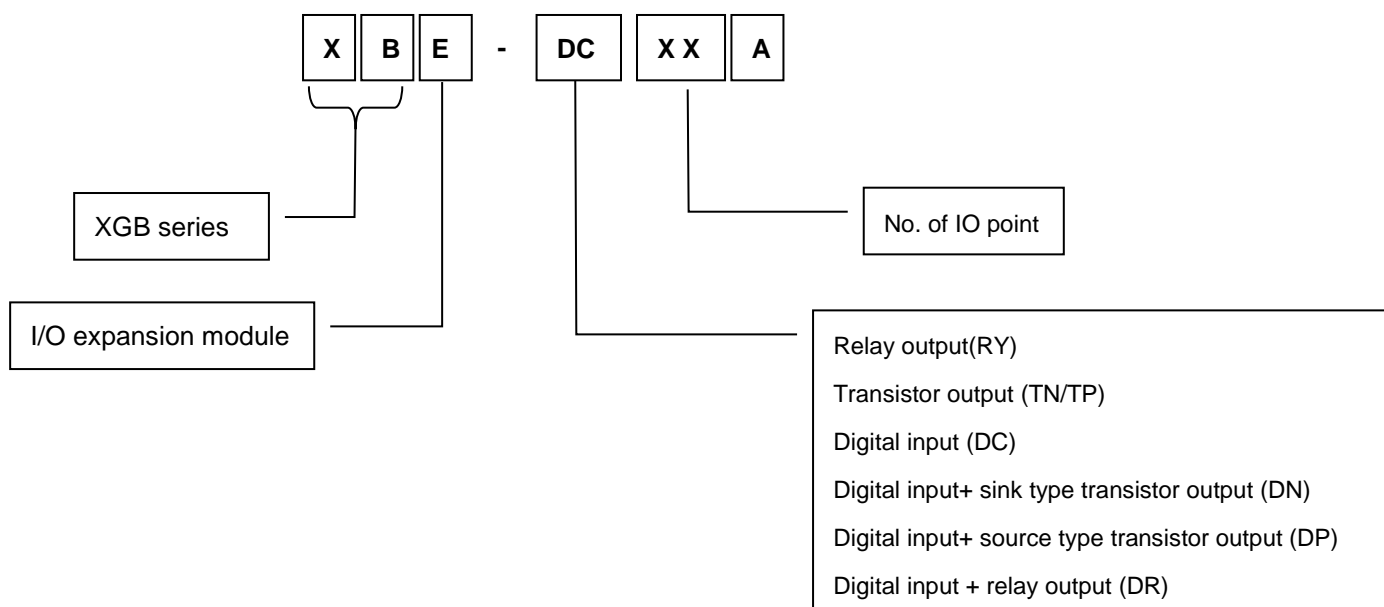 X B E - DC X X A
XGB series
No. of IO point
I/O expansion module
Relay output(RY)
Transistor output (TN/TP)
Digital input (DC)
Digital input+ sink type transistor output (DN)
Digital input+ source type transistor output (DP)
Digital input + relay output (DR)